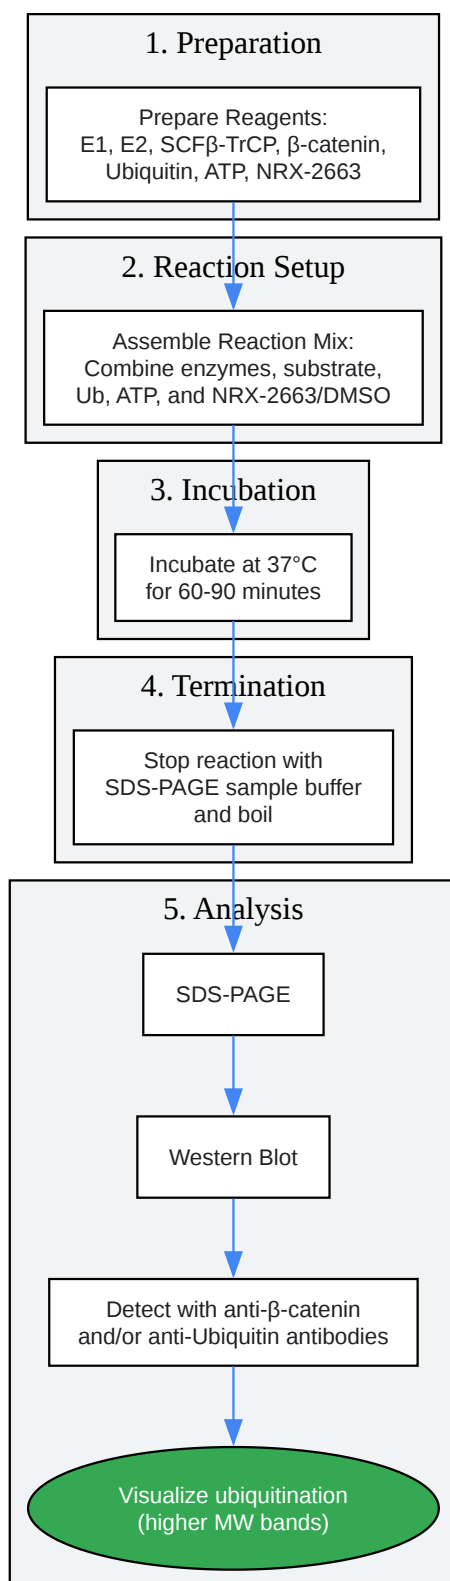 1. Preparation
Prepare Reagents:
E1, E2, SCFβ-TrCP, β-catenin,
Ubiquitin, ATP, NRX-2663
2. Reaction Setup
Assemble Reaction Mix:
Combine enzymes, substrate,
Ub, ATP, and NRX-2663/DMSO
3. Incubation
Incubate at 37°C
for 60-90 minutes
4. Termination
Stop reaction with
SDS-PAGE sample buffer
and boil
5. Analysis
SDS-PAGE
Western Blot
Detect with anti-β-catenin
and/or anti-Ubiquitin antibodies
Visualize ubiquitination
(higher MW bands)